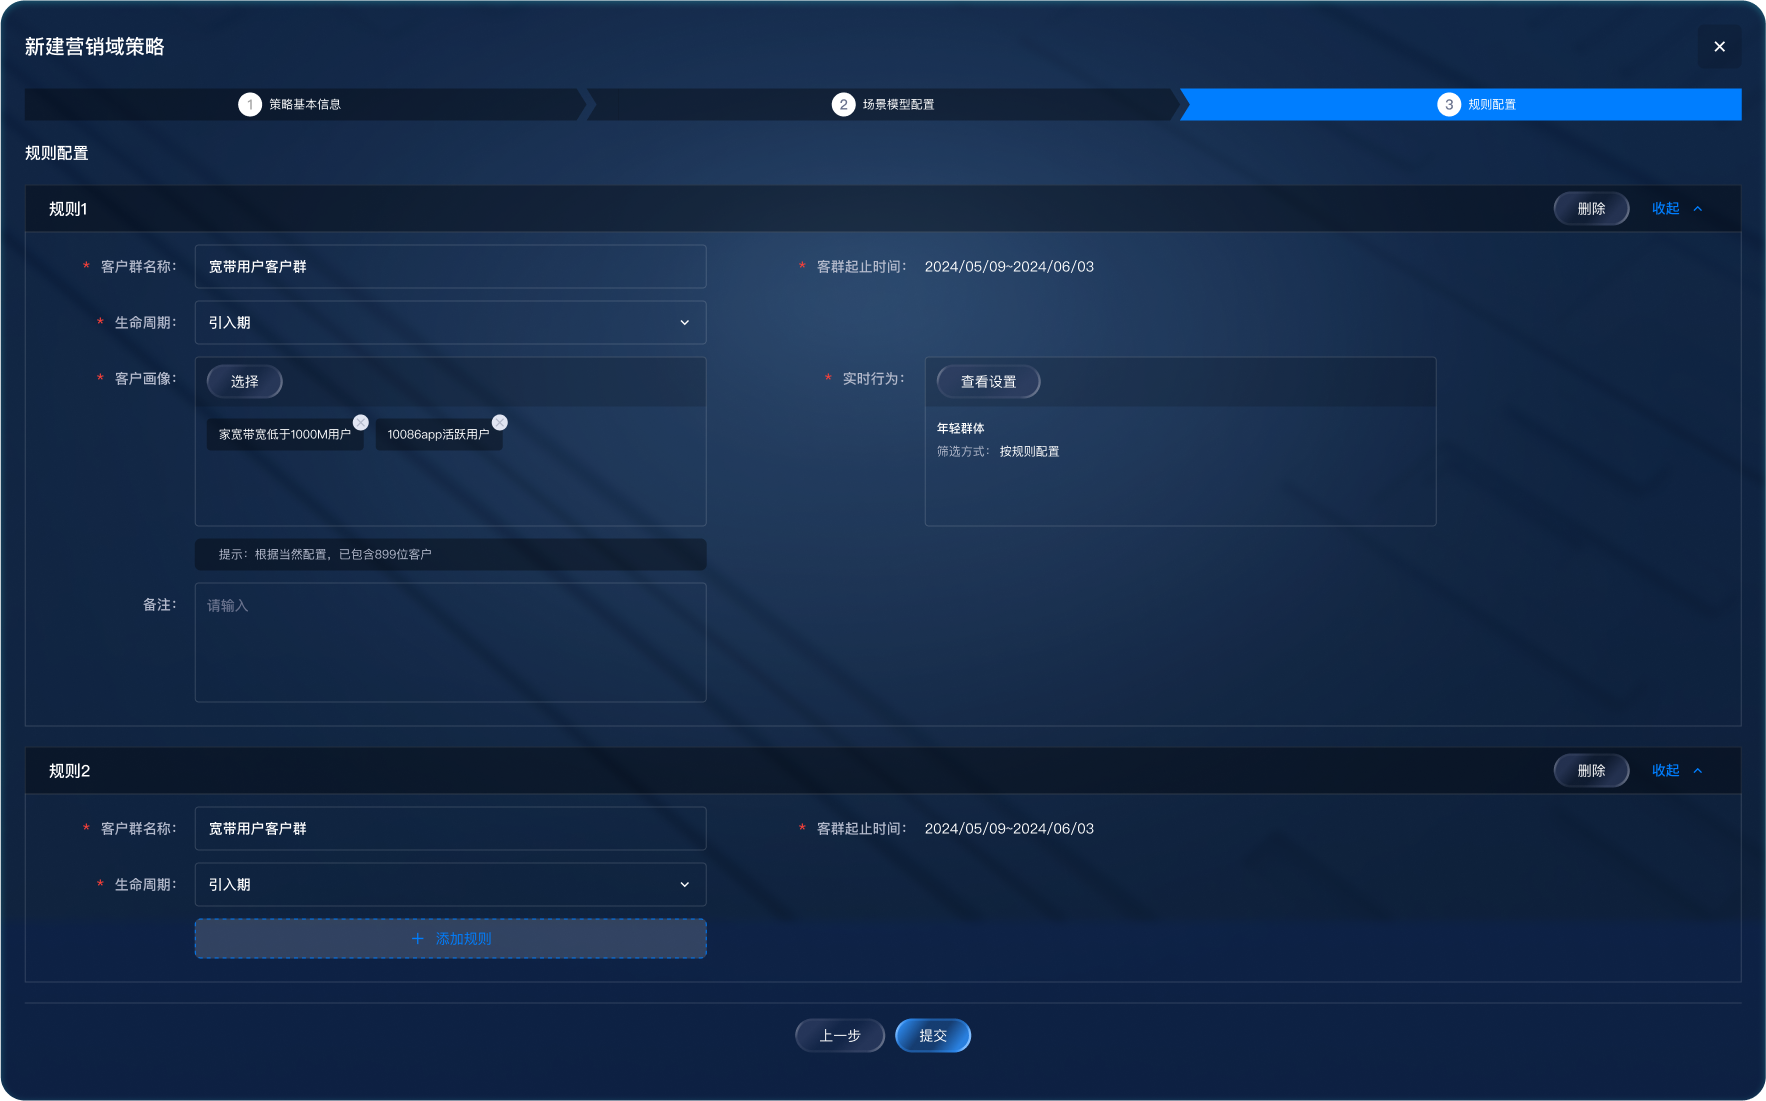 新建营销域策略
1 策略基本信息
2 场景模型配置
3 规则配置
规则配置
规则1
删除 收起
* 客户群名称： 宽带用户客户群
* 客群起止时间： 2024/05/09~2024/06/03
* 生命周期： 引入期
* 客户画像： 选择
家宽带宽低于1000M用户 10086app活跃用户
* 实时行为： 查看设置
年轻群体
筛选方式： 按规则配置
提示：根据当然配置，已包含899位客户
备注： 请输入
规则2
删除 收起
* 客户群名称： 宽带用户客户群
* 客群起止时间： 2024/05/09~2024/06/03
* 生命周期： 引入期
+ 添加规则
上一步 提交